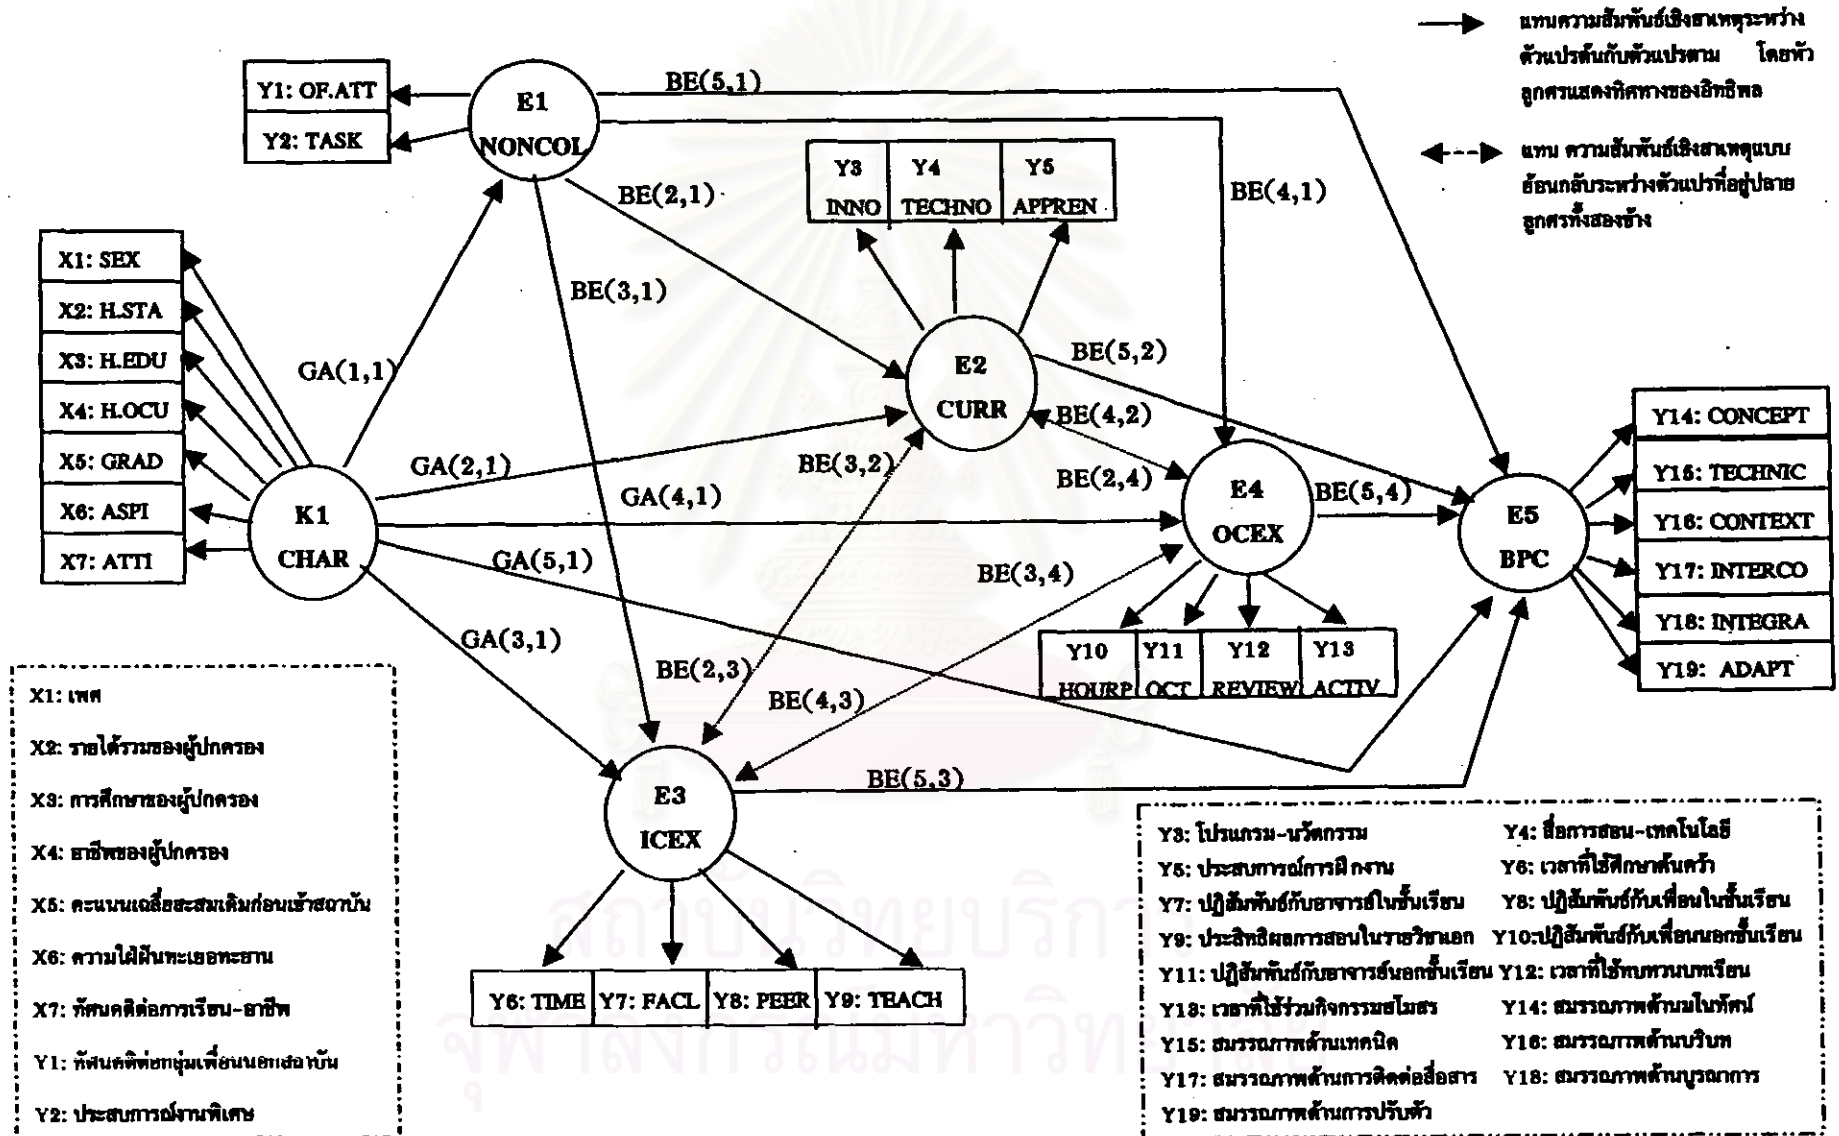 แทนความสัมพันธ์เชิงสาเหตุระหว่าง
ตัวแปรต้นกับตัวแปรตาม โดยหัว
ลูกศรแสดงทิศทางของอิทธิพล
แทน ความสัมพันธ์เชิงสาเหตุแบบ
ย้อนกลับระหว่างตัวแปรที่อยู่ปลาย
ลูกศรทั้งสองข้าง
Y1: OF.ATT
Y2: TASK
E1
NONCOL
BE(5,1)
BE(2,1)
BE(3,1)
BE(4,1)
Y3 Y4 Y5
INNO TECHNO APPREN
X1: SEX
X2: H.STA
X3: H.EDU
X4: H.OCU
X5: GRAD
X6: ASPI
X7: ATTI
GA(1,1)
K1
CHAR
E2
CURR
BE(5,2)
BE(4,2)
BE(3,2)
BE(2,4)
GA(2,1)
GA(4,1)
GA(5,1)
GA(3,1)
E4
OCEX
BE(5,4)
E5
BPC
Y14: CONCEPT
Y15: TECHNIC
Y16: CONTEXT
Y17: INTERCO
Y18: INTEGRA
Y19: ADAPT
BE(3,4)
BE(2,3)
BE(4,3)
Y10 Y11 Y12 Y13
HOURP OCT REVIEW ACTIV
E3
ICEX
BE(5,3)
Y6: TIME Y7: FACL Y8: PEER Y9: TEACH
X1: เพศ
X2: รายได้รวมของผู้ปกครอง
X3: การศึกษาของผู้ปกครอง
X4: อาชีพของผู้ปกครอง
X5: คะแนนเฉลี่ยสะสมเดิมก่อนเข้าสถาบัน
X6: ความใฝ่ฝันทะเยอทะยาน
X7: ทัศนคติต่อการเรียน-อาชีพ
Y1: ทัศนคติต่อกลุ่มเพื่อนนอกสถาบัน
Y2: ประสบการณ์งานพิเศษ
Y3: โปรแกรม-นวัตกรรม Y4: สื่อการสอน-เทคโนโลยี
Y5: ประสบการณ์การฝึกงาน Y6: เวลาที่ใช้ศึกษาค้นคว้า
Y7: ปฏิสัมพันธ์กับอาจารย์ในชั้นเรียน Y8: ปฏิสัมพันธ์กับเพื่อนในชั้นเรียน
Y9: ประสิทธิผลการสอนในรายวิชาเอก Y10:ปฏิสัมพันธ์กับเพื่อนนอกชั้นเรียน
Y11: ปฏิสัมพันธ์กับอาจารย์นอกชั้นเรียน Y12: เวลาที่ใช้ทบทวนบทเรียน
Y13: เวลาที่ใช้ร่วมกิจกรรมสโมสร Y14: สมรรถภาพด้านมโนทัศน์
Y15: สมรรถภาพด้านเทคนิค Y16: สมรรถภาพด้านบริบท
Y17: สมรรถภาพด้านการติดต่อสื่อสาร Y18: สมรรถภาพด้านบูรณาการ
Y19: สมรรถภาพด้านการปรับตัว
สถาบันวิทยบริการ
จุฬาลงกรณ์มหาวิทยาลัย